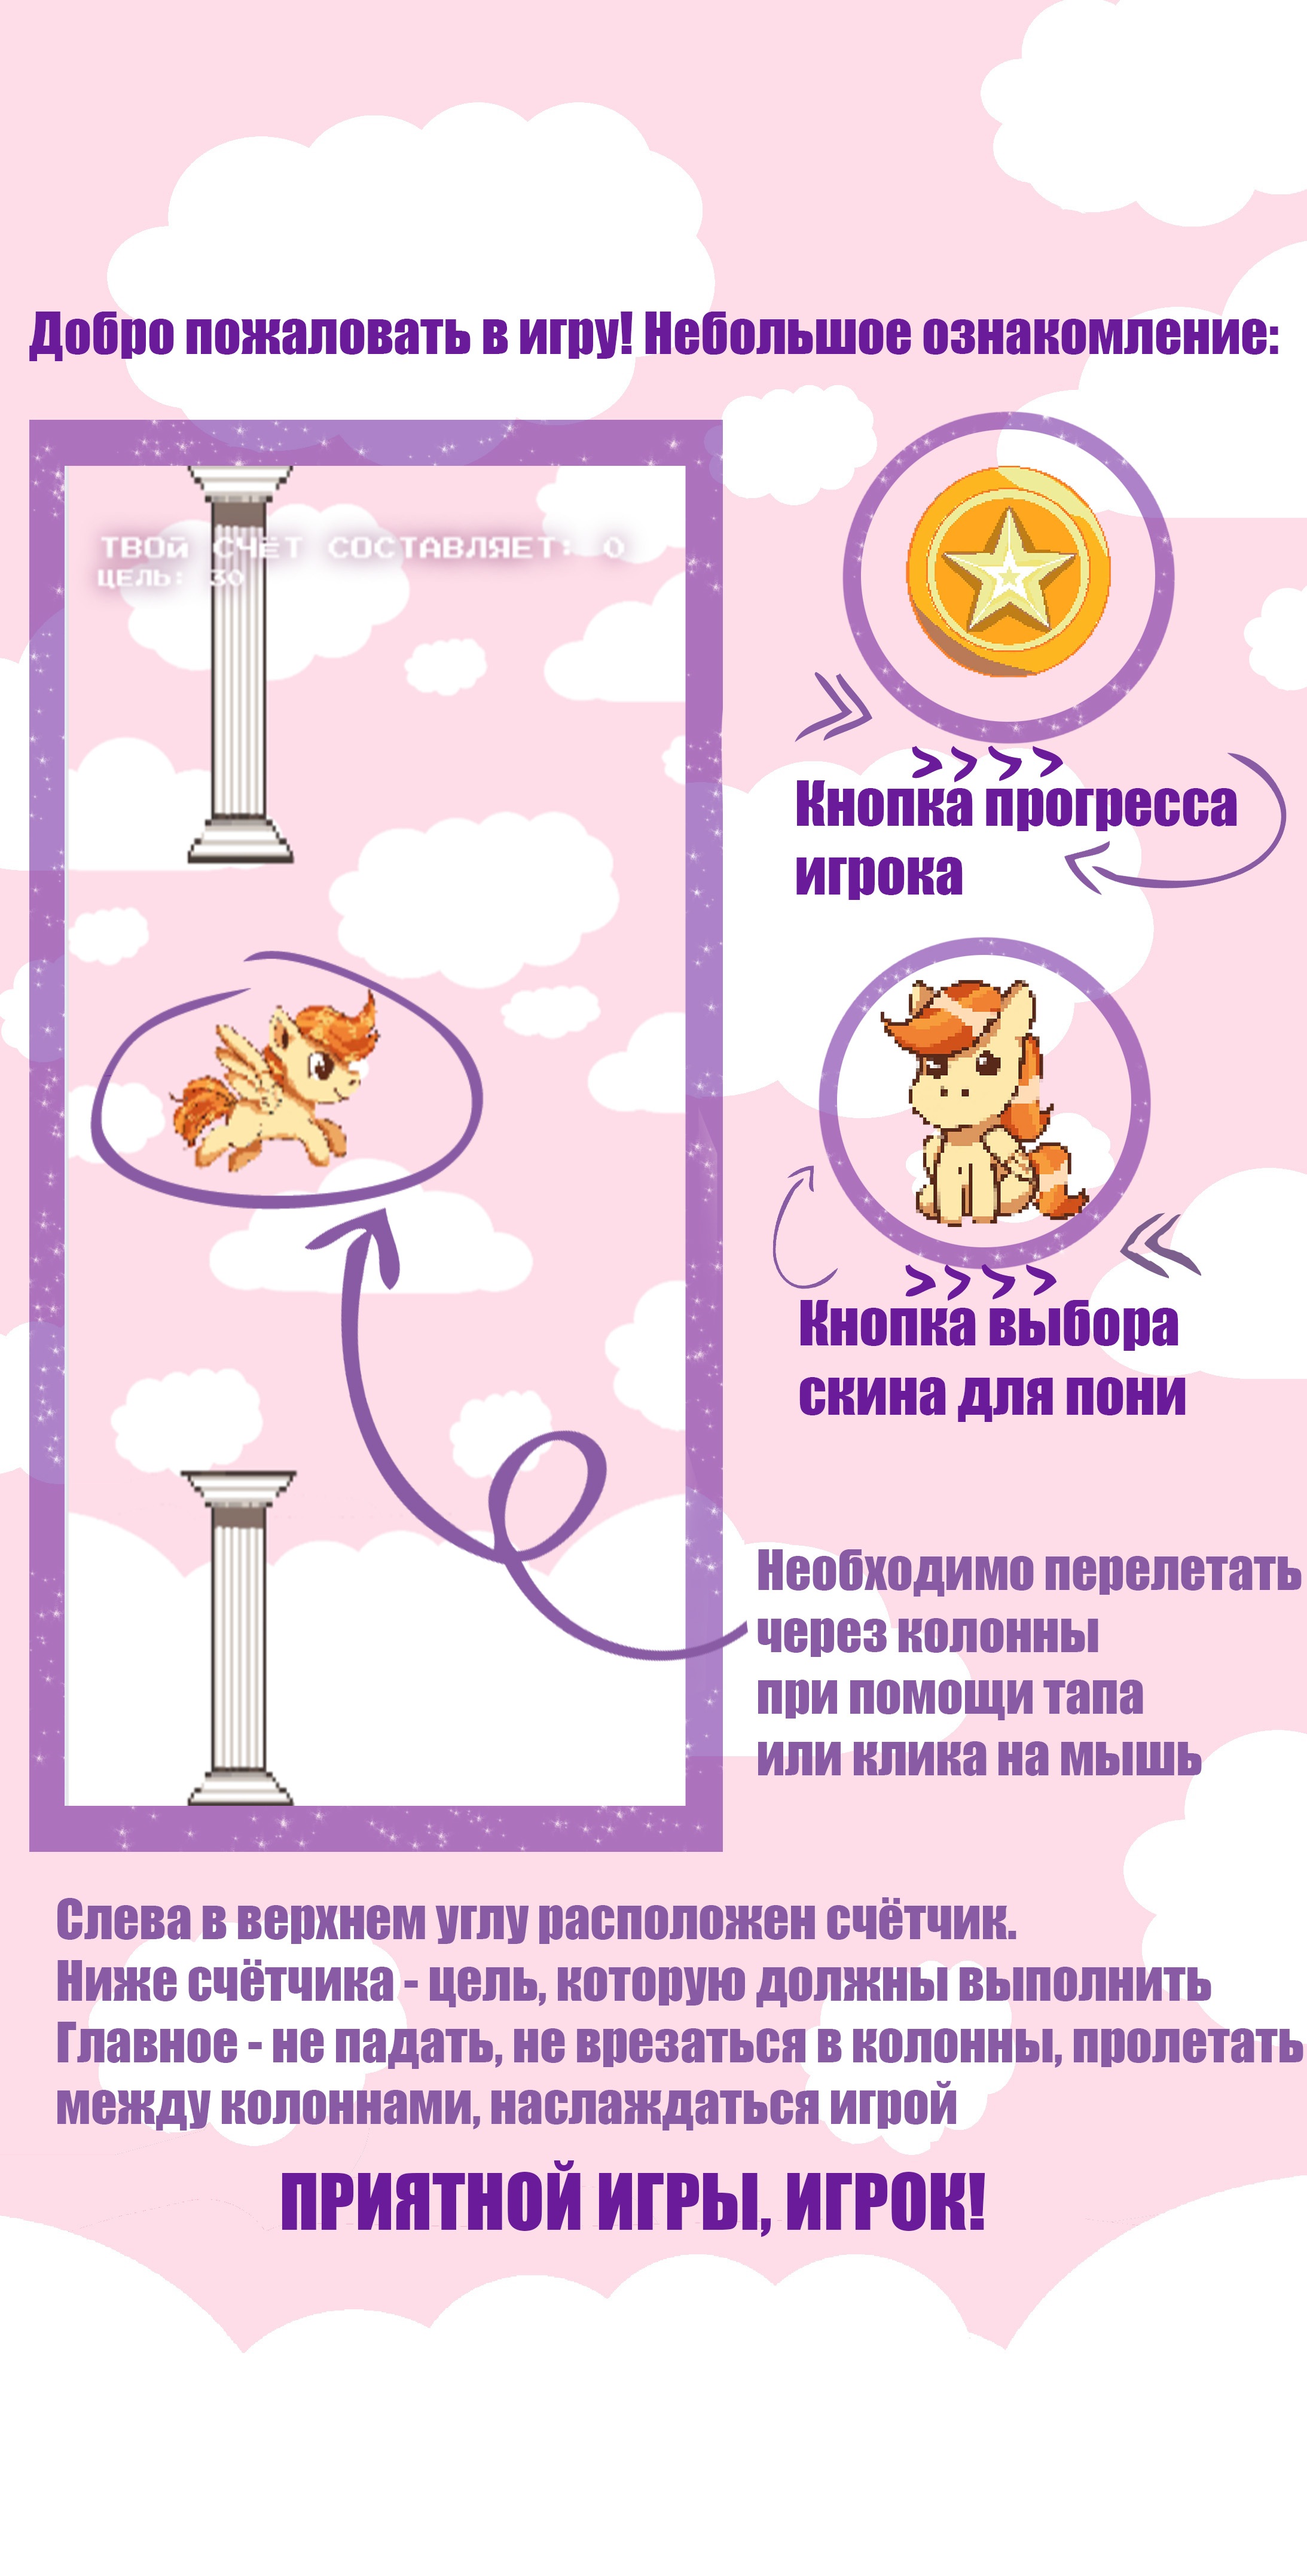 Добро пожаловать в игру! Небольшое ознакомление:
ТВОЙ СЧЁТ СОСТАВЛЯЕТ: 0
ЦЕЛЬ: 30
>>>>
Кнопка прогресса
игрока
>>>>
Кнопка выбора
скина для пони
Необходимо перелетать
через колонны
при помощи тапа
или клика на мышь
Слева в верхнем углу расположен счётчик.
Ниже счётчика - цель, которую должны выполнить
Главное - не падать, не врезаться в колонны, пролетать
между колоннами, наслаждаться игрой
ПРИЯТНОЙ ИГРЫ, ИГРОК!